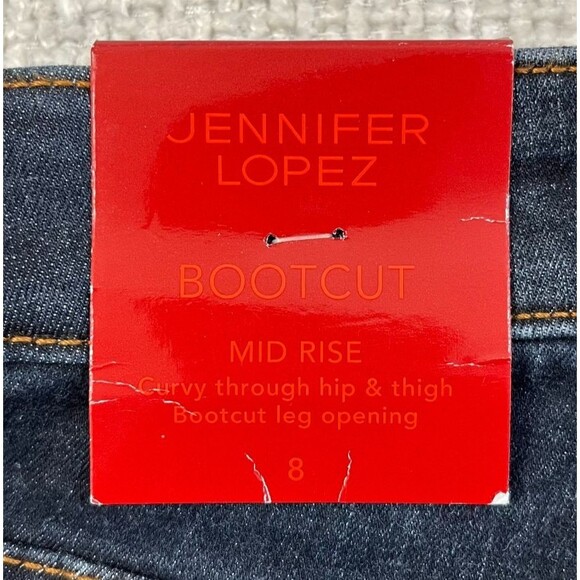 JENNIFER
LOPEZ
BOOTCUT
MID RISE
Curvy through hip & thigh
Bootcut leg opening
8